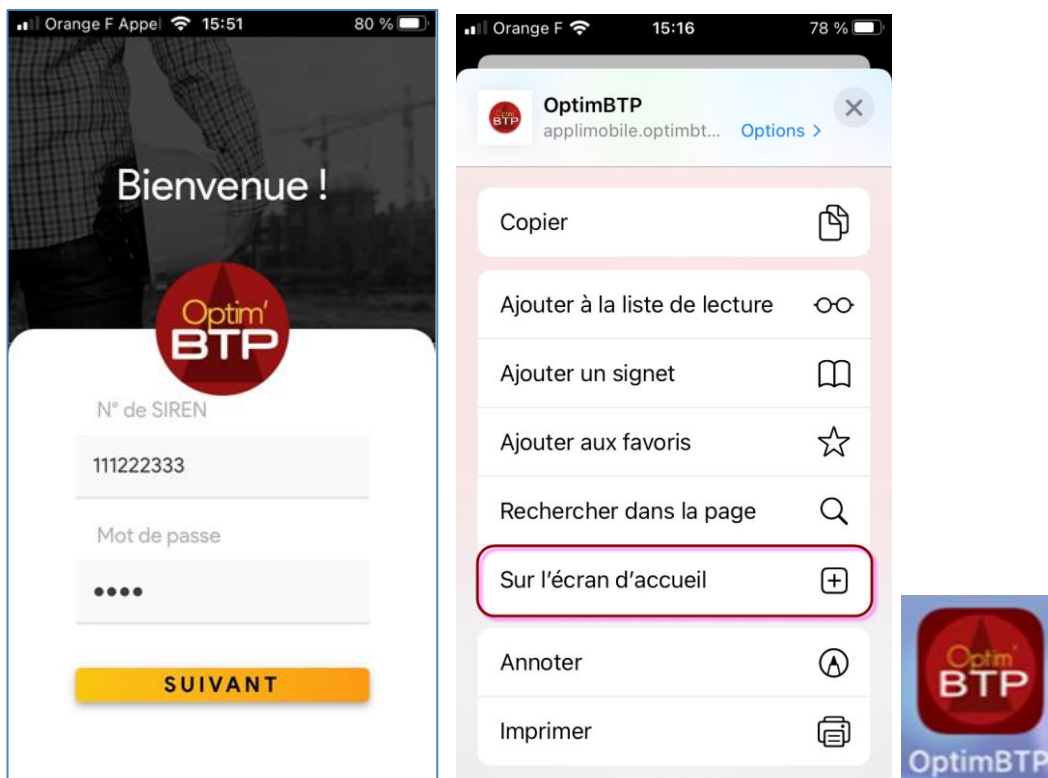 Orange F Appel 15:51 80 %
Bienvenue !
Optim'
BTP
N° de SIREN
111222333
Mot de passe
••••
SUIVANT
Orange F 15:16 78 %
Optim'
BTP
OptimBTP
applimobile.optimbt... Options >
Copier
Ajouter à la liste de lecture
Ajouter un signet
Ajouter aux favoris
Rechercher dans la page
Sur l'écran d'accueil
Annoter
Imprimer
Optim'
BTP
OptimBTP